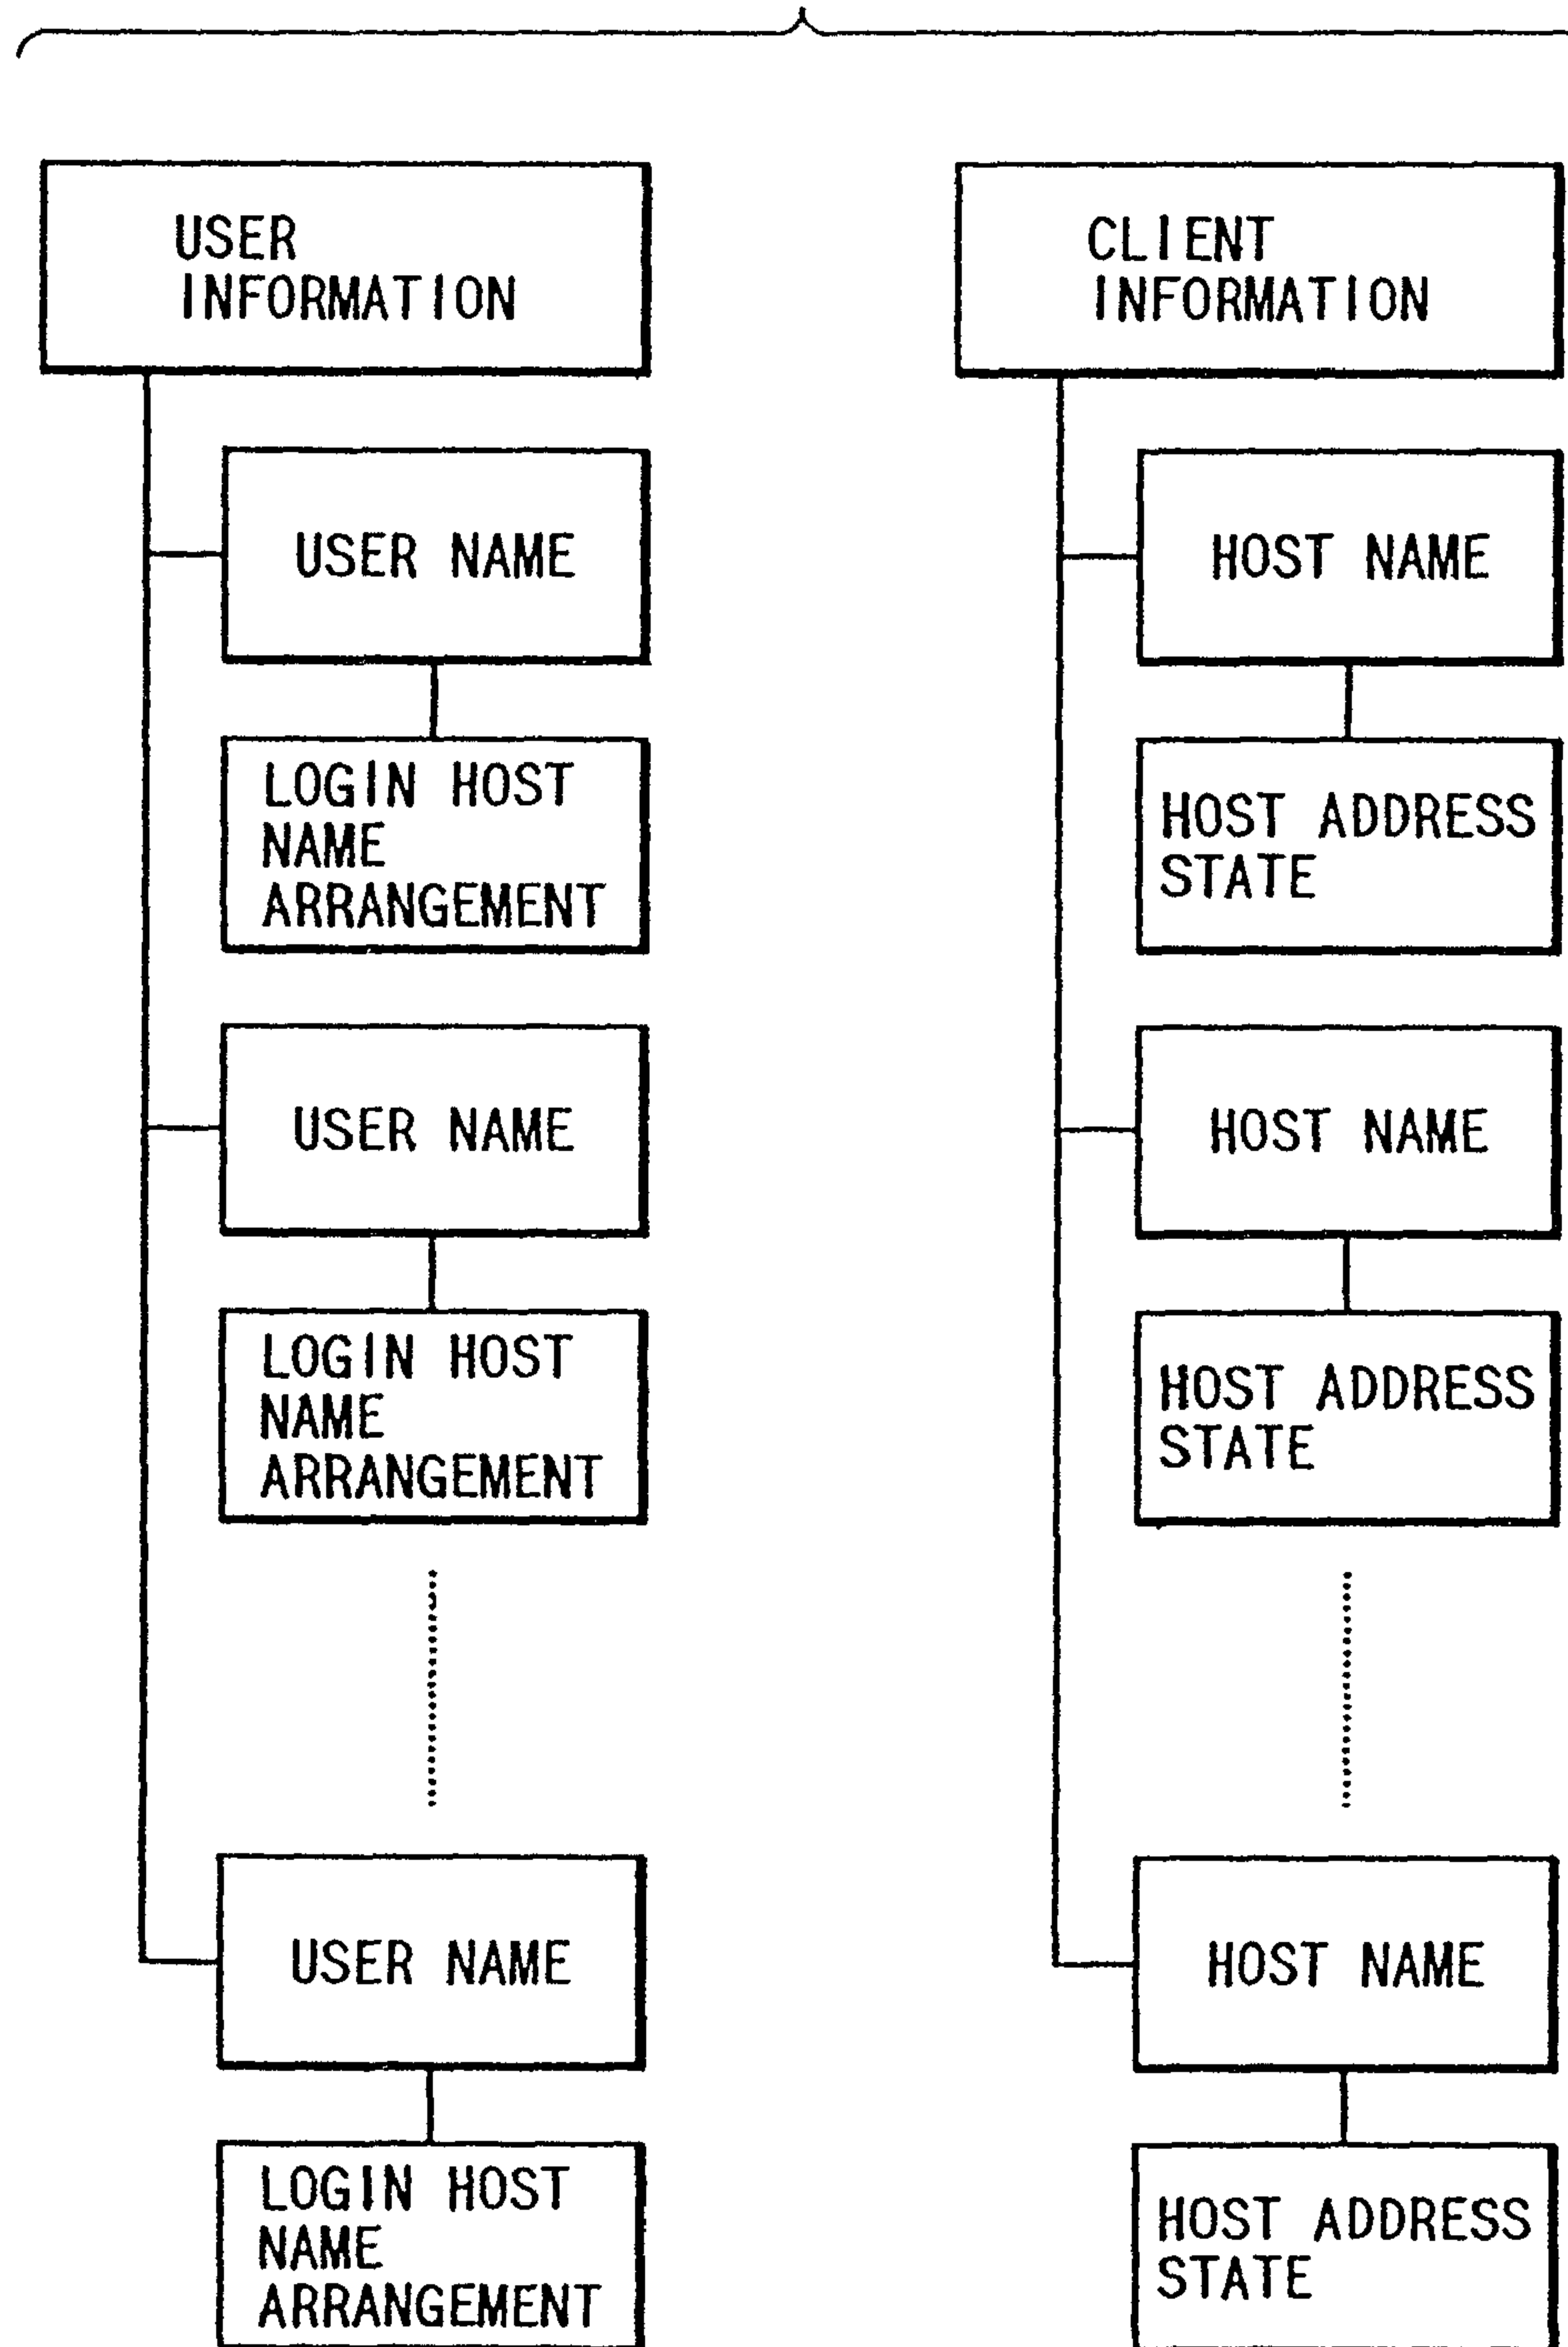 USER
INFORMATION
USER NAME
LOGIN HOST
NAME
ARRANGEMENT
USER NAME
LOGIN HOST
NAME
ARRANGEMENT
USER NAME
LOGIN HOST
NAME
ARRANGEMENT
CLIENT
INFORMATION
HOST NAME
HOST ADDRESS
STATE
HOST NAME
HOST ADDRESS
STATE
HOST NAME
HOST ADDRESS
STATE